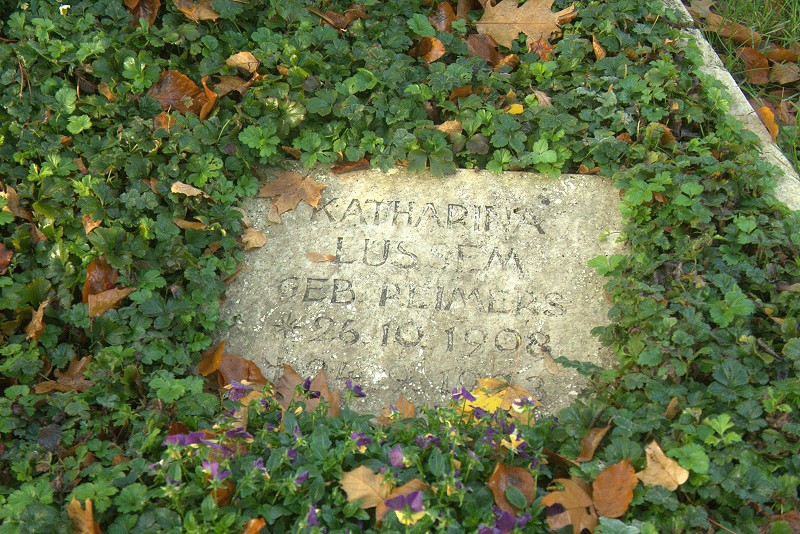 KATHARINA
LUSSEM
GEB. REIMERS
* 26.10.1908